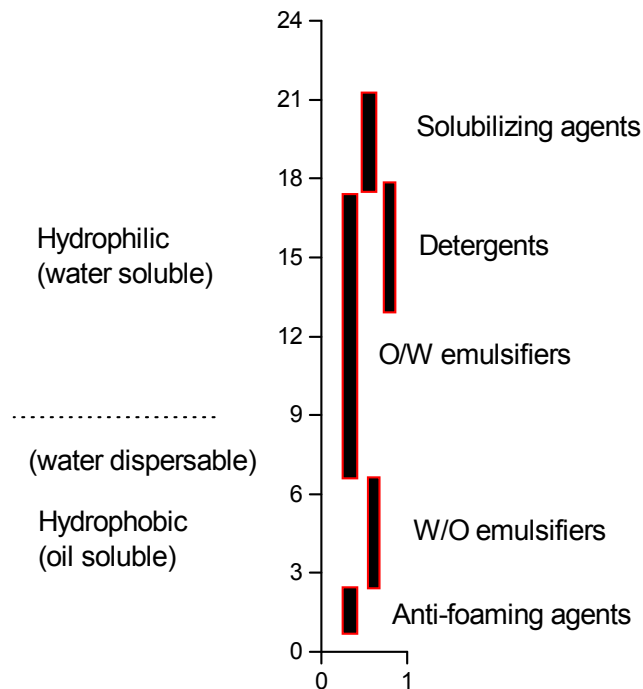 24
21
Solubilizing agents
18
Hydrophilic
(water soluble)
Detergents
15
12
O/W emulsifiers
9
(water dispersable)
6
Hydrophobic
(oil soluble)
W/O emulsifiers
3
Anti-foaming agents
0
0 1